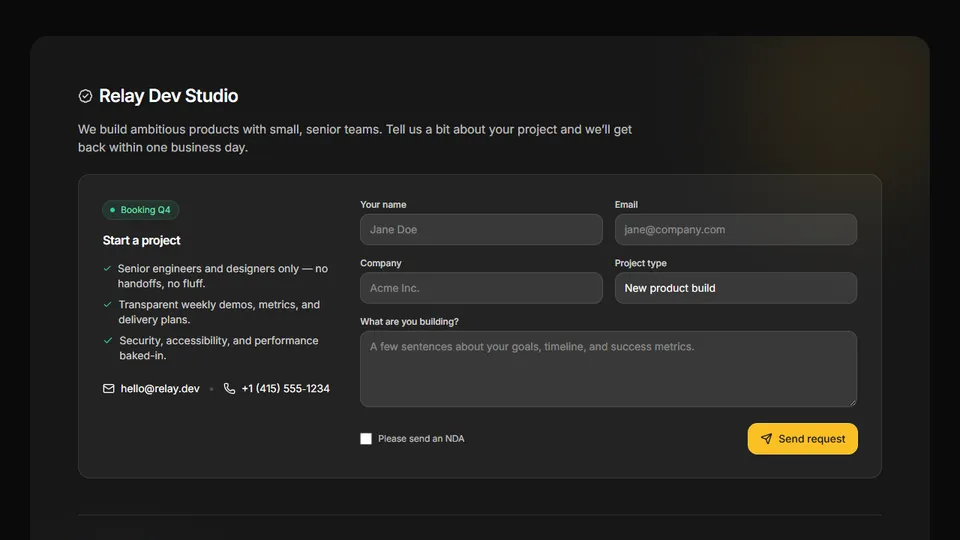 Relay Dev Studio
We build ambitious products with small, senior teams. Tell us a bit about your project and we’ll get
back within one business day.
Booking Q4
Start a project
Senior engineers and designers only — no
handoffs, no fluff.
Transparent weekly demos, metrics, and
delivery plans.
Security, accessibility, and performance
baked-in.
hello@relay.dev • +1 (415) 555-1234
Your name
Jane Doe
Email
jane@company.com
Company
Acme Inc.
Project type
New product build
What are you building?
A few sentences about your goals, timeline, and success metrics.
Please send an NDA
Send request